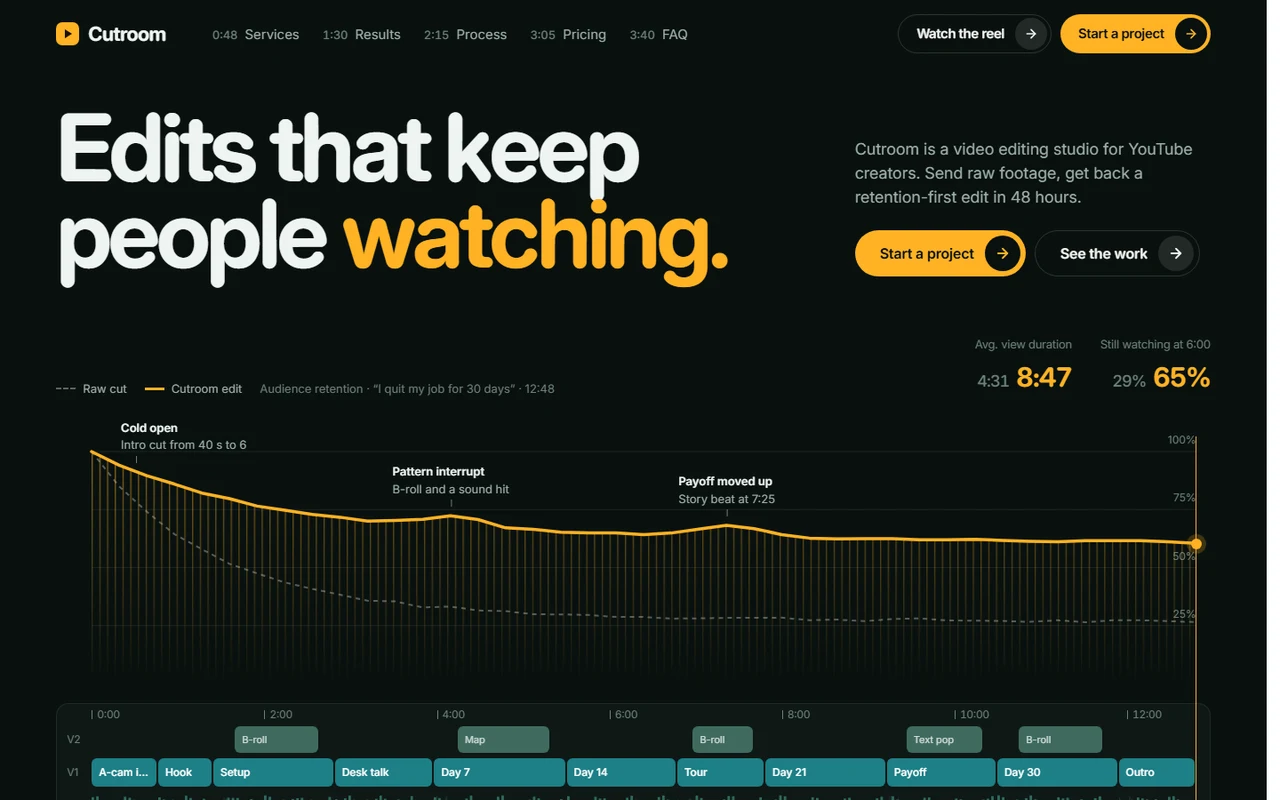 Cutroom
0:48 Services 1:30 Results 2:15 Process 3:05 Pricing 3:40 FAQ
Watch the reel
Start a project
Edits that keep
people watching.
Cutroom is a video editing studio for YouTube
creators. Send raw footage, get back a
retention-first edit in 48 hours.
Start a project
See the work
Avg. view duration
4:31 8:47
Still watching at 6:00
29% 65%
Raw cut
Cutroom edit
Audience retention · “I quit my job for 30 days” · 12:48
Cold open
Intro cut from 40 s to 6
Pattern interrupt
B-roll and a sound hit
Payoff moved up
Story beat at 7:25
100%
75%
50%
25%
0:00 2:00 4:00 6:00 8:00 10:00 12:00
V2 B-roll Map B-roll Text pop B-roll
V1 A-cam i... Hook Setup Desk talk Day 7 Day 14 Tour Day 21 Payoff Day 30 Outro